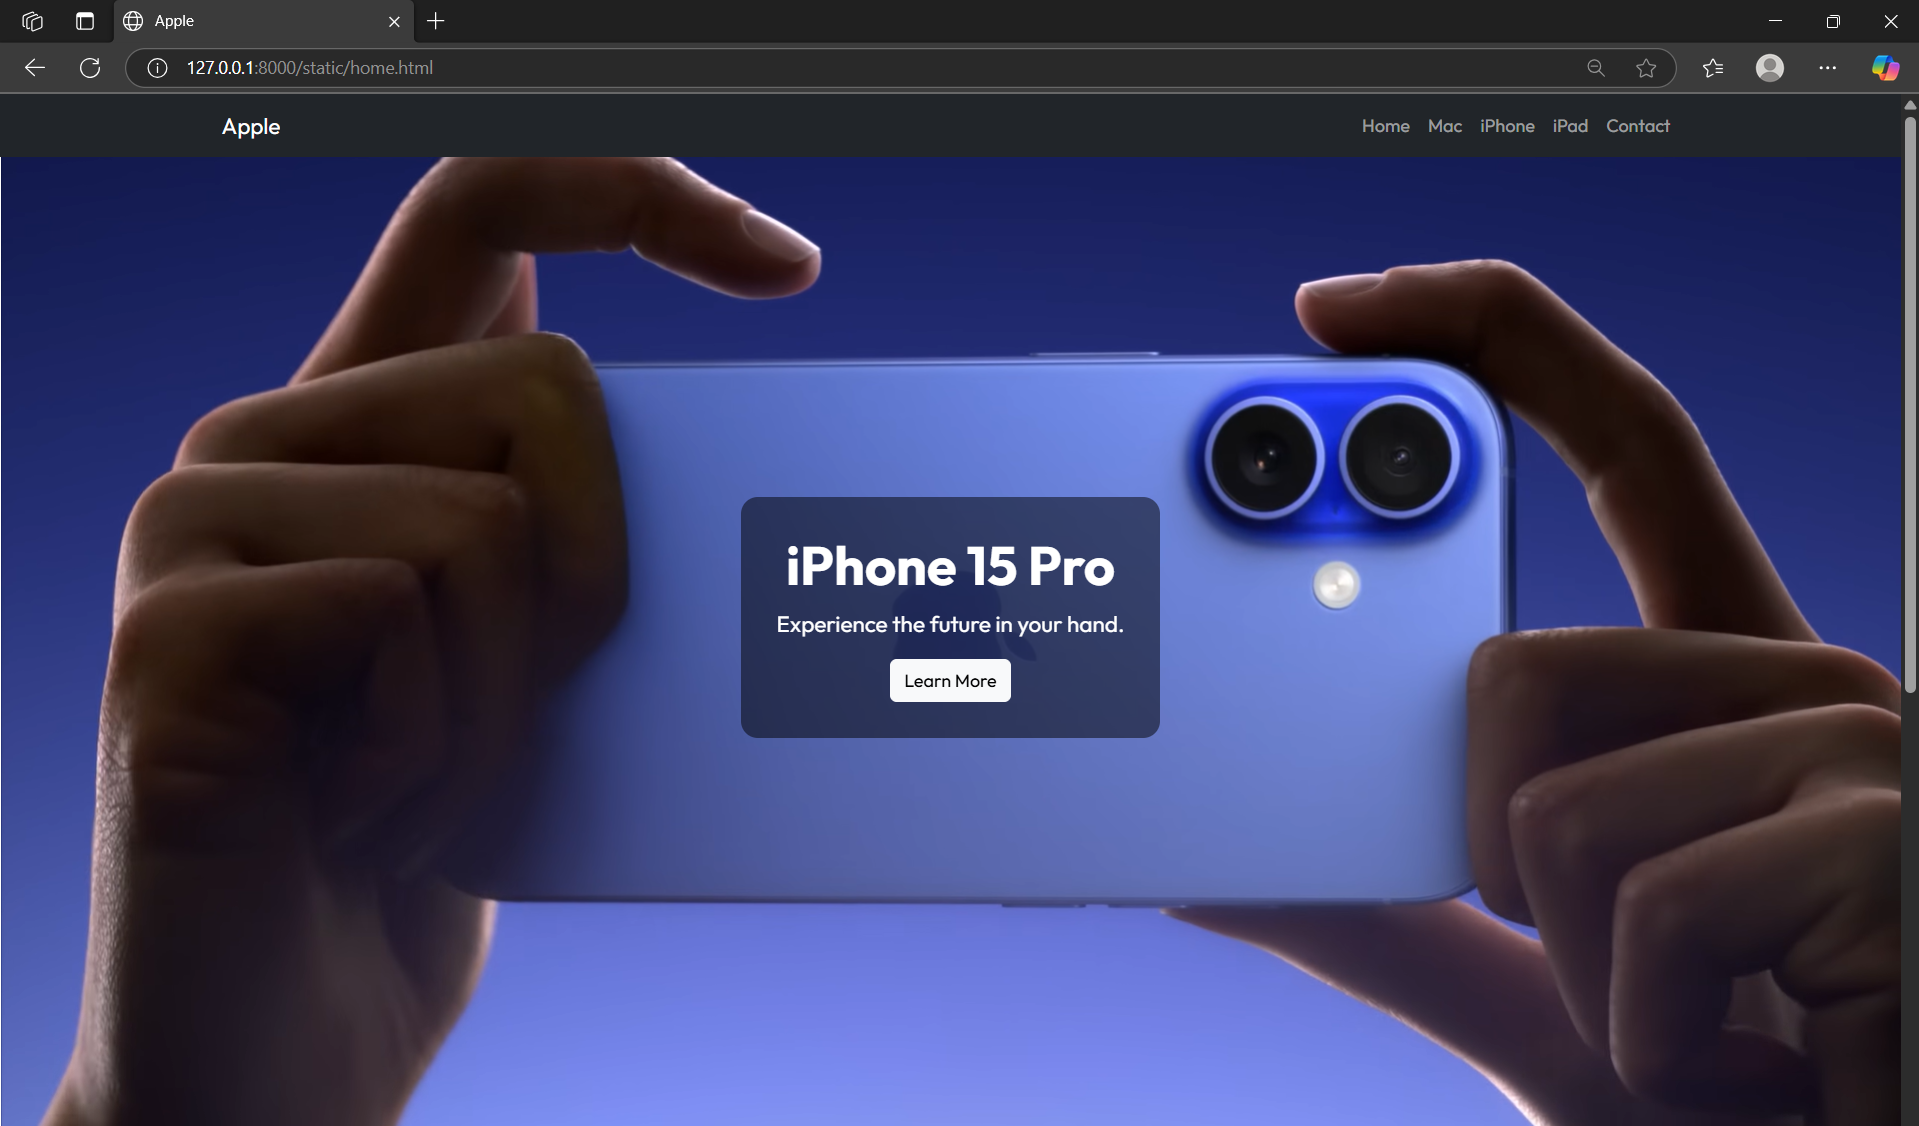 Apple
127.0.0.1:8000/static/home.html
Apple
Home Mac iPhone iPad Contact
iPhone 15 Pro
Experience the future in your hand.
Learn More